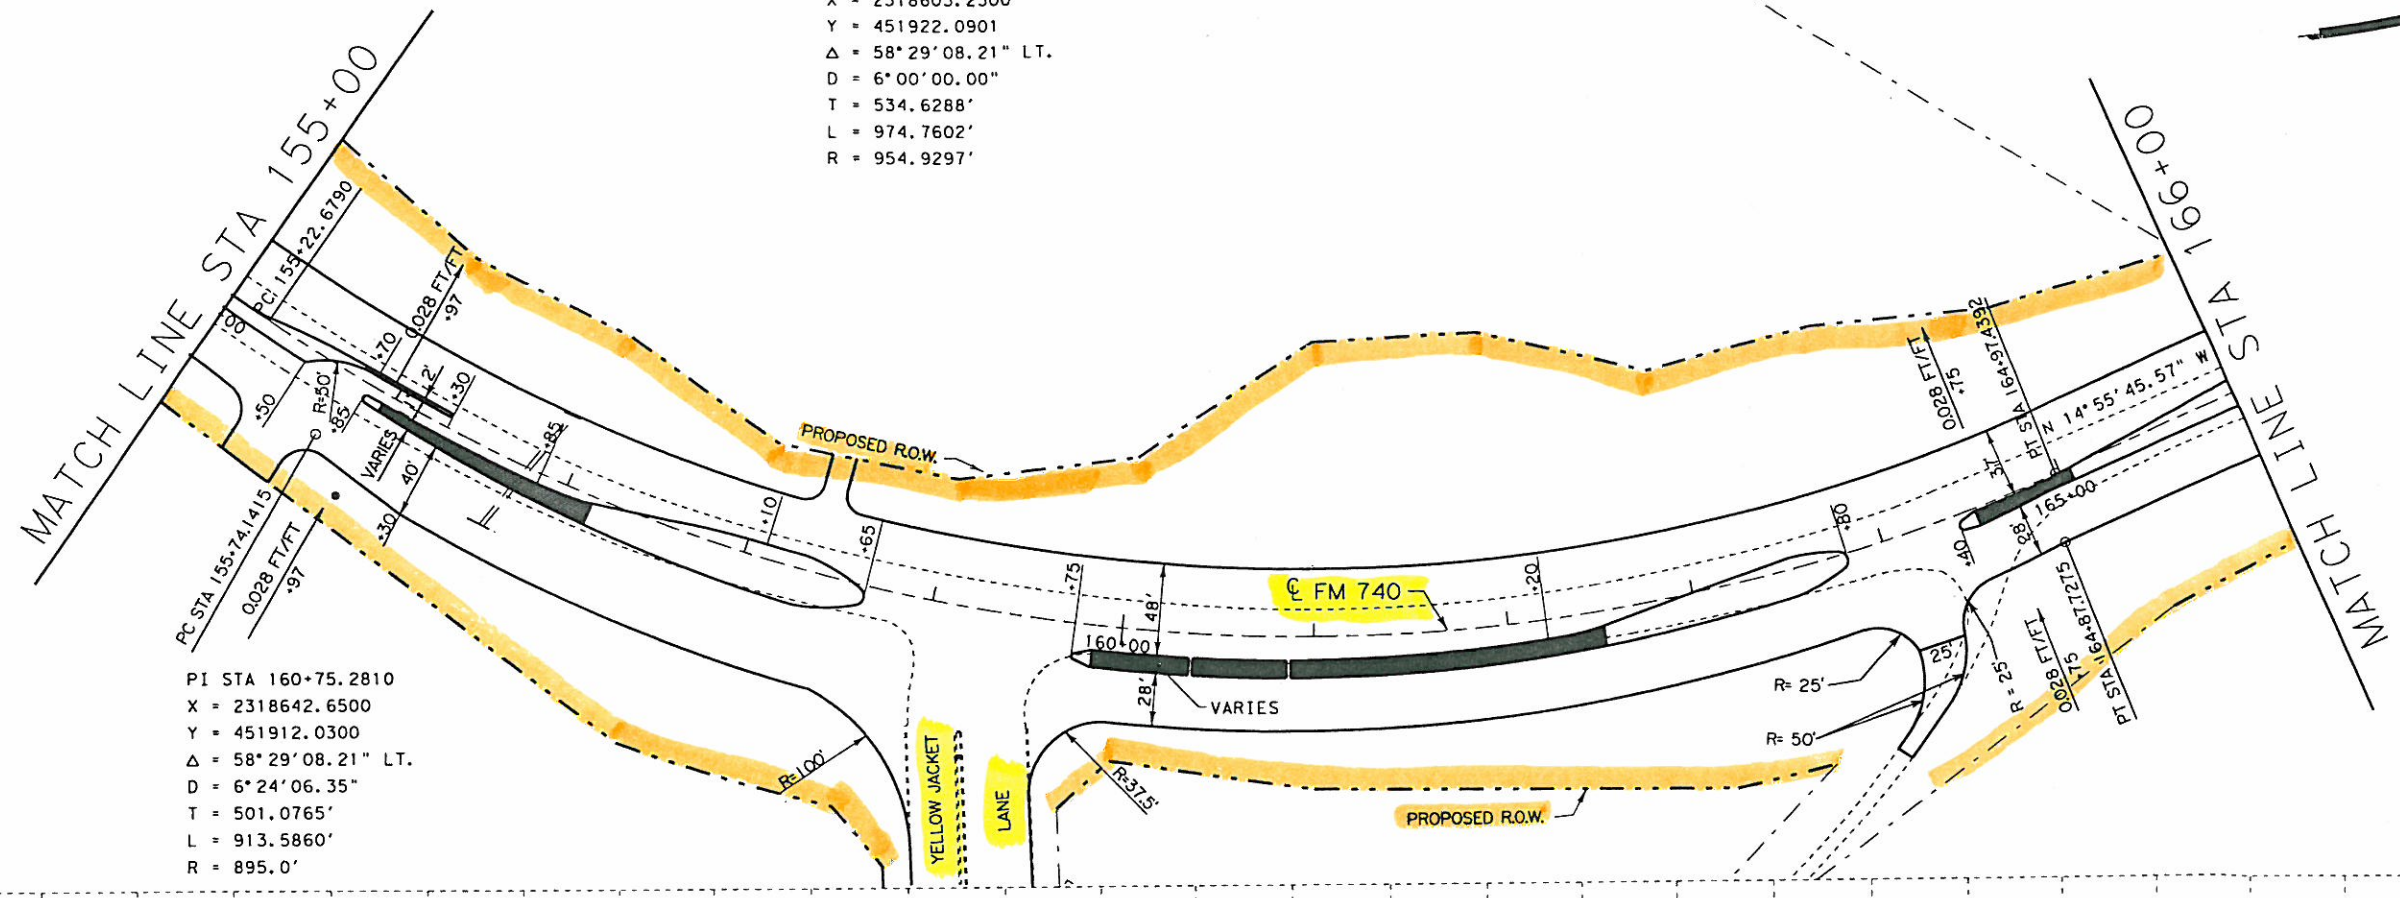 Y = 451922.0901
Δ = 58°29'08.21" LT.
D = 6°00'00.00"
T = 534.6288'
L = 974.7602'
R = 954.9297'
MATCH LINE STA 155+00
PC 155+22.6790
0.028 FT/FT
+97
+00
+70
2'
+30
+50
R=50'
+85
VARIES
40'
+30
+85
PC STA 155+74.1415
0.028 FT/FT
+97
+10
+65
PROPOSED R.O.W.
+75
48'
160+00
28'
VARIES
℄ FM 740
+20
+80
0.028 FT/FT
+75
PT STA 164+97.4392
N 14°55'45.57" W
37'
165+00
+40
28'
MATCH LINE STA 166+00
25'
R= 25'
R= 50'
R = 25'
0.028 FT/FT
+75
PT STA 164+87.7275
PI STA 160+75.2810
X = 2318642.6500
Y = 451912.0300
Δ = 58°29'08.21" LT.
D = 6°24'06.35"
T = 501.0765'
L = 913.5860'
R = 895.0'
R=100'
YELLOW JACKET
LANE
R=37.5'
PROPOSED R.O.W.